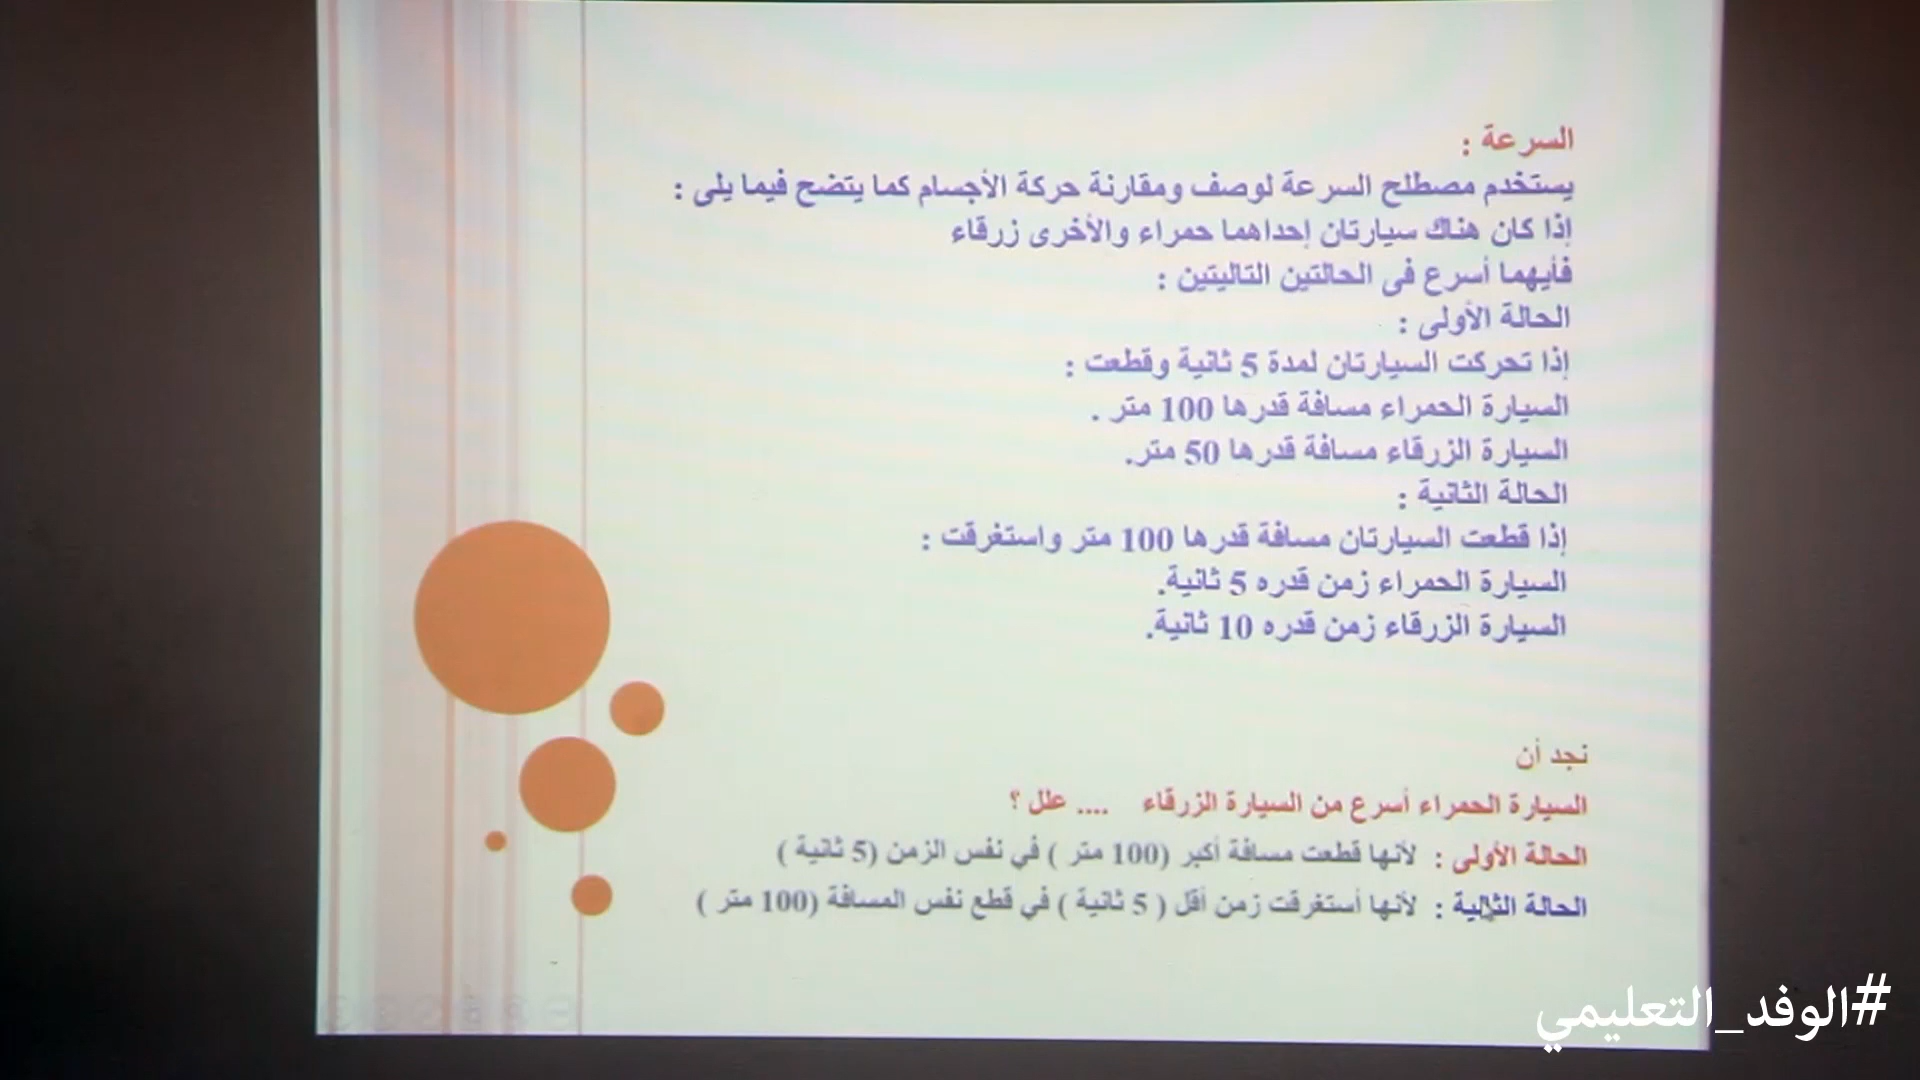 السرعة :
يستخدم مصطلح السرعة لوصف ومقارنة حركة الأجسام كما يتضح فيما يلى :
إذا كان هناك سيارتان إحداهما حمراء والأخرى زرقاء
فأيهما أسرع فى الحالتين التاليتين :
الحالة الأولى :
إذا تحركت السيارتان لمدة 5 ثانية وقطعت :
السيارة الحمراء مسافة قدرها 100 متر .
السيارة الزرقاء مسافة قدرها 50 متر.
الحالة الثانية :
إذا قطعت السيارتان مسافة قدرها 100 متر واستغرقت :
السيارة الحمراء زمن قدره 5 ثانية.
السيارة الزرقاء زمن قدره 10 ثانية.
نجد أن
السيارة الحمراء أسرع من السيارة الزرقاء .... علل ؟
الحالة الأولى : لأنها قطعت مسافة أكبر (100 متر ) في نفس الزمن (5 ثانية )
الحالة الثانية : لأنها أستغرقت زمن أقل ( 5 ثانية ) في قطع نفس المسافة (100 متر )
#الوفد_التعليمي